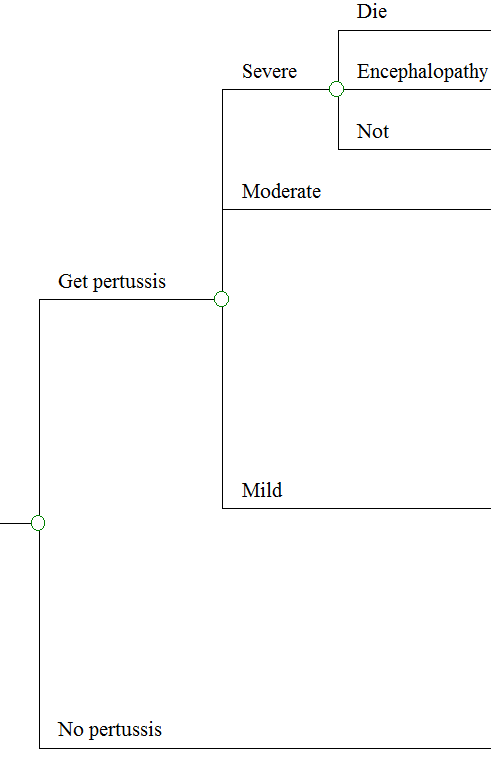 Die
Severe
Encephalopathy
Not
Moderate
Get pertussis
Mild
No pertussis